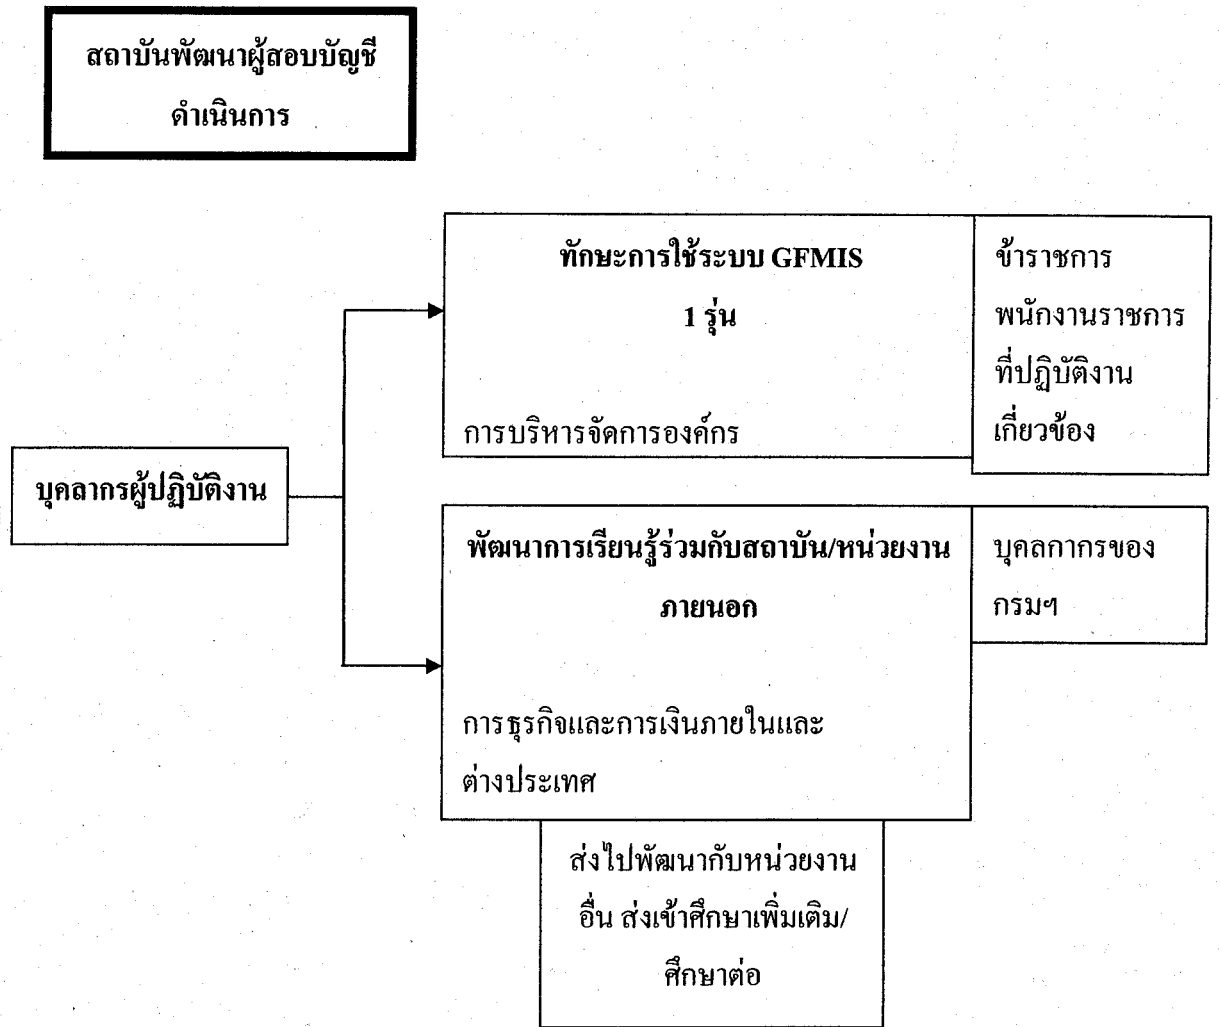 สถาบันพัฒนาผู้สอบบัญชี
ดำเนินการ
ทักษะการใช้ระบบ GFMIS
1 รุ่น
การบริหารจัดการองค์กร
ข้าราชการ
พนักงานราชการ
ที่ปฏิบัติงาน
เกี่ยวข้อง
บุคลากรผู้ปฏิบัติงาน
พัฒนาการเรียนรู้ร่วมกับสถาบัน/หน่วยงาน
ภายนอก
การธุรกิจและการเงินภายในและ
ต่างประเทศ
บุคลกากรของ
กรมฯ
ส่งไปพัฒนากับหน่วยงาน
อื่น ส่งเข้าศึกษาเพิ่มเติม/
ศึกษาต่อ